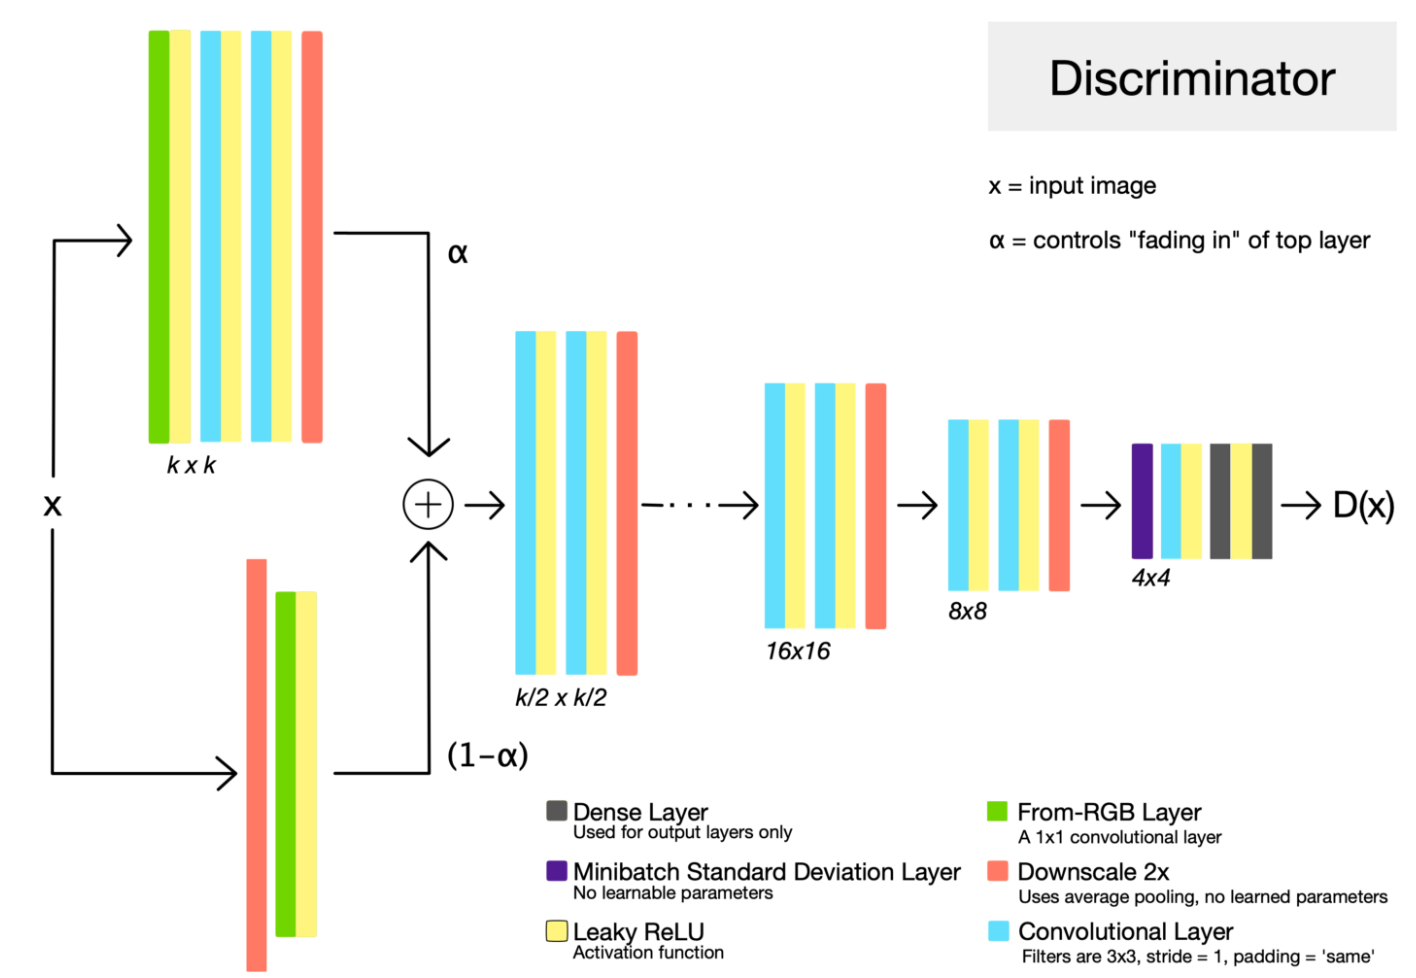 Discriminator
x = input image
α = controls "fading in" of top layer
α
k x k
x
+
D(x)
4x4
8x8
16x16
k/2 x k/2
(1-α)
Dense Layer
Used for output layers only
Minibatch Standard Deviation Layer
No learnable parameters
Leaky ReLU
Activation function
From-RGB Layer
A 1x1 convolutional layer
Downscale 2x
Uses average pooling, no learned parameters
Convolutional Layer
Filters are 3x3, stride = 1, padding = 'same'